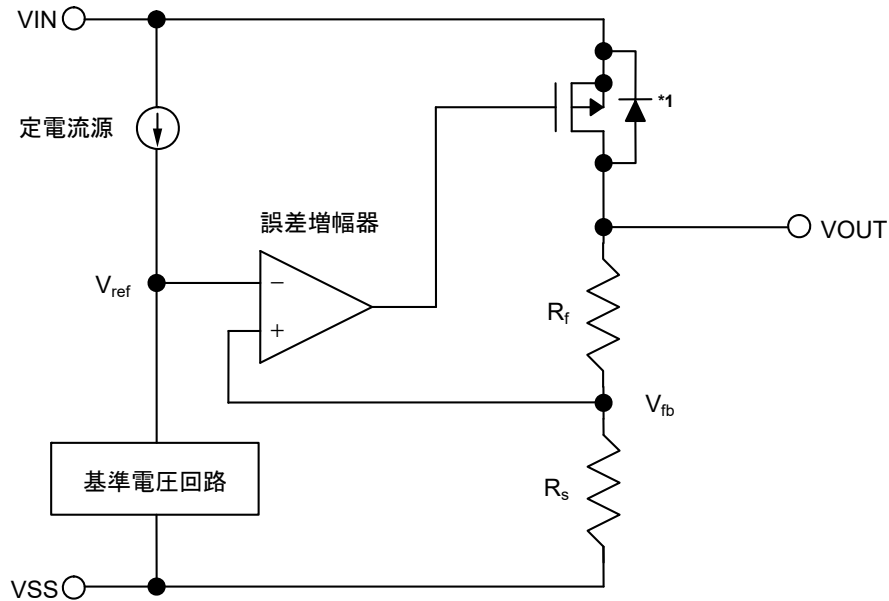 VIN
*1
定電流源
誤差増幅器
VOUT
Vref
−
+
Rf
Vfb
基準電圧回路
Rs
VSS